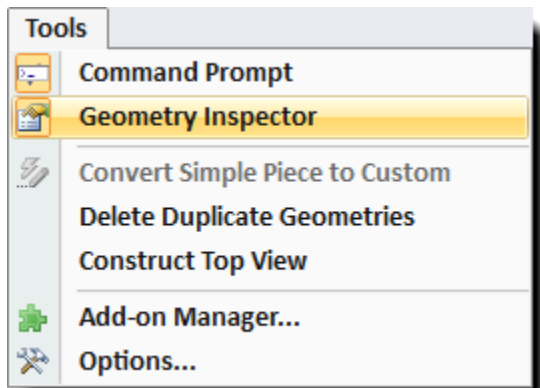 Tools
Command Prompt
Geometry Inspector
Convert Simple Piece to Custom
Delete Duplicate Geometries
Construct Top View
Add-on Manager...
Options...